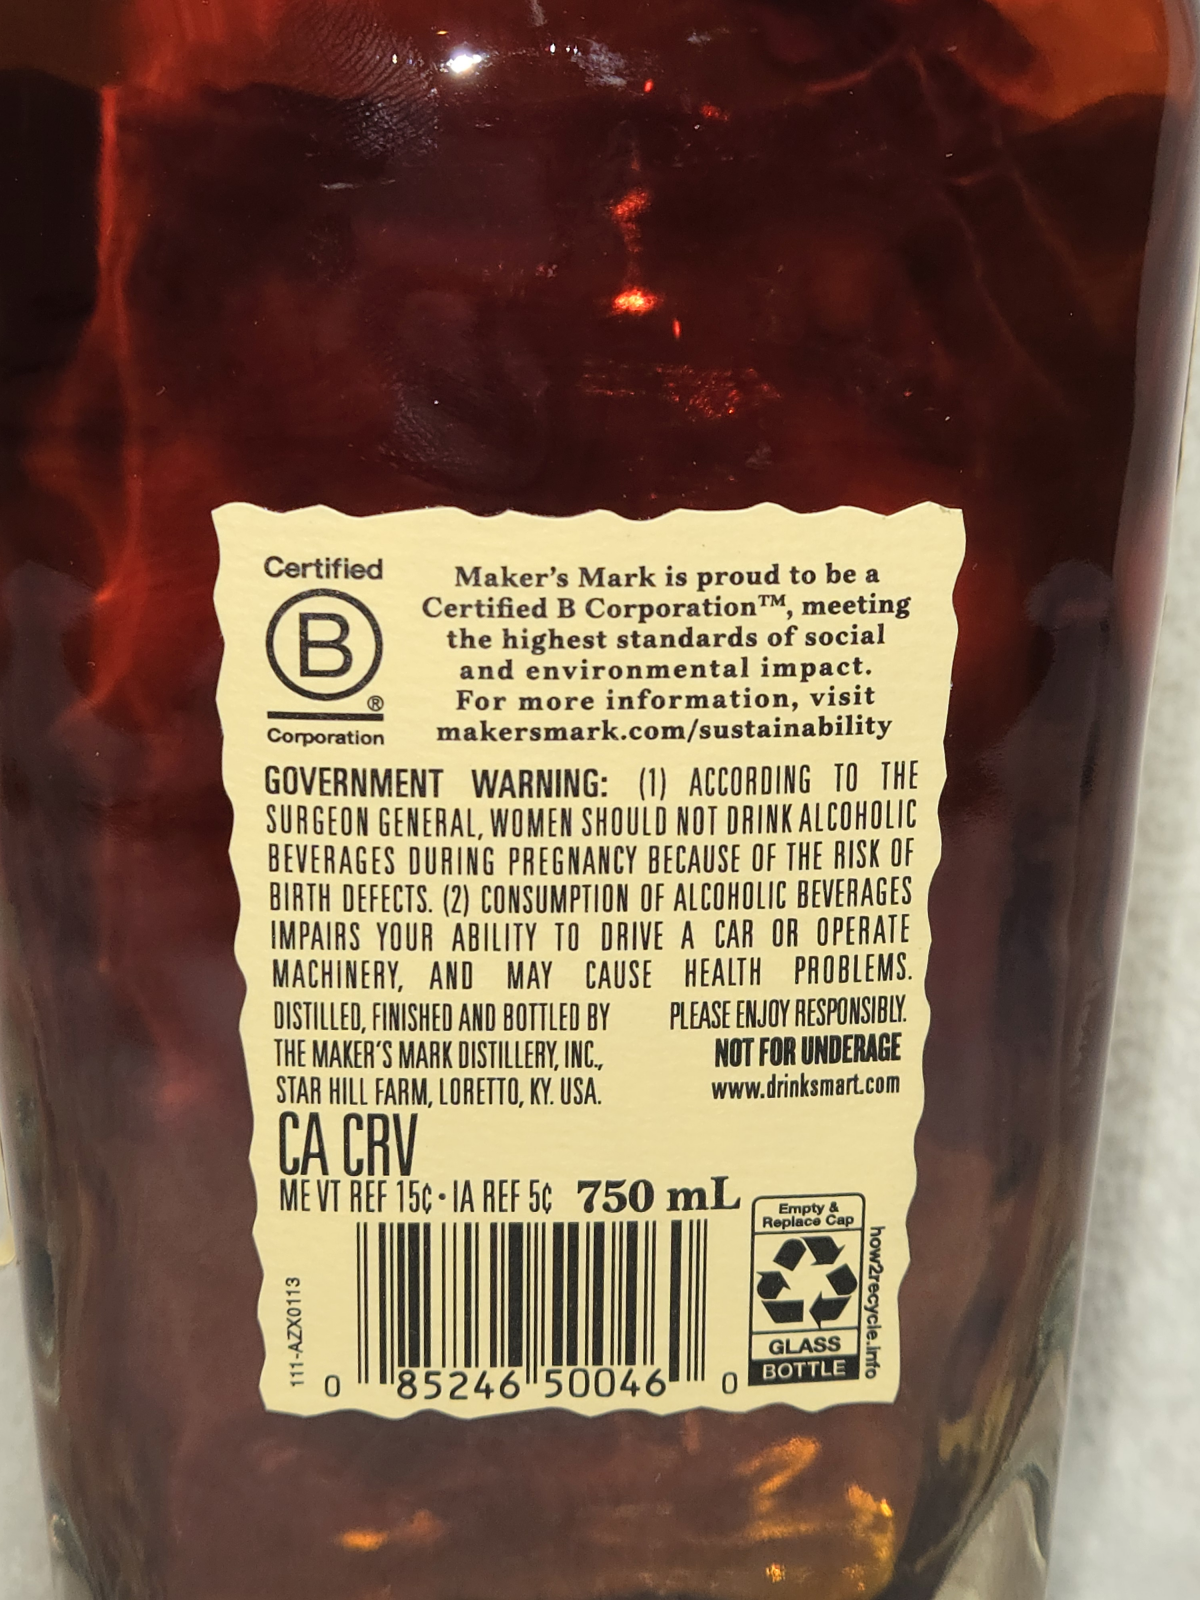 Certified
B
®
Corporation
Maker's Mark is proud to be a
Certified B Corporation™, meeting
the highest standards of social
and environmental impact.
For more information, visit
makersmark.com/sustainability
GOVERNMENT WARNING: (1) ACCORDING TO THE
SURGEON GENERAL, WOMEN SHOULD NOT DRINK ALCOHOLIC
BEVERAGES DURING PREGNANCY BECAUSE OF THE RISK OF
BIRTH DEFECTS. (2) CONSUMPTION OF ALCOHOLIC BEVERAGES
IMPAIRS YOUR ABILITY TO DRIVE A CAR OR OPERATE
MACHINERY, AND MAY CAUSE HEALTH PROBLEMS.
DISTILLED, FINISHED AND BOTTLED BY
THE MAKER'S MARK DISTILLERY, INC.,
STAR HILL FARM, LORETTO, KY. USA.
PLEASE ENJOY RESPONSIBLY.
NOT FOR UNDERAGE
www.drinksmart.com
CA CRV
ME VT REF 15¢ • IA REF 5¢ 750 mL
111-AZX0113
0 85246 50046 0
Empty &
Replace Cap
GLASS
BOTTLE
how2recycle.info